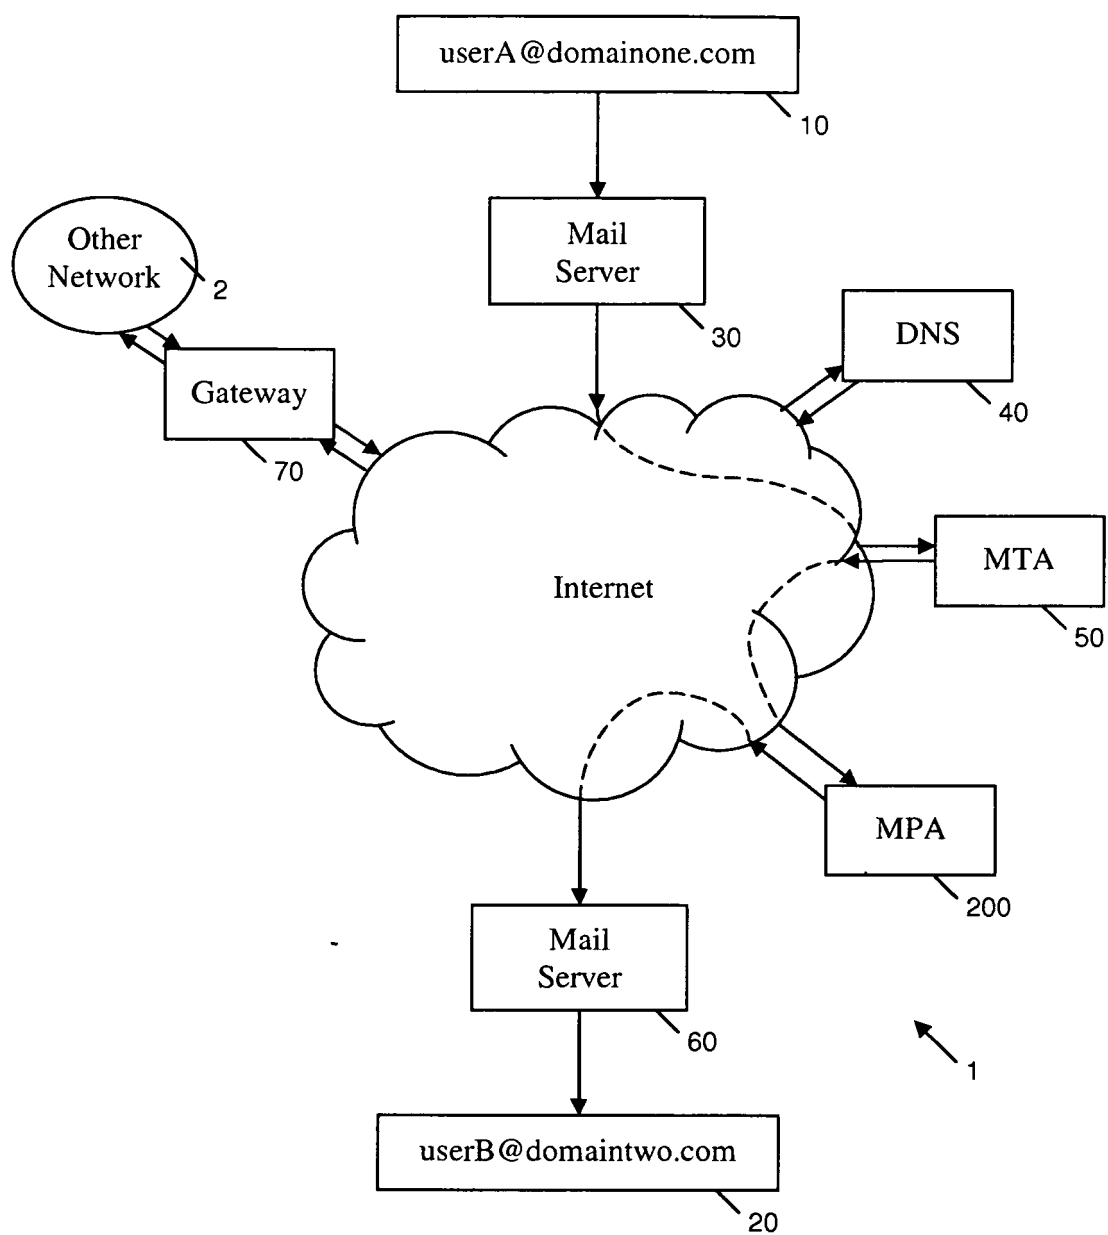 userA@domainone.com
10
Mail
Server
30
Other
Network
2
DNS
40
Gateway
70
MTA
50
Internet
MPA
200
Mail
Server
60
1
userB@domaintwo.com
20